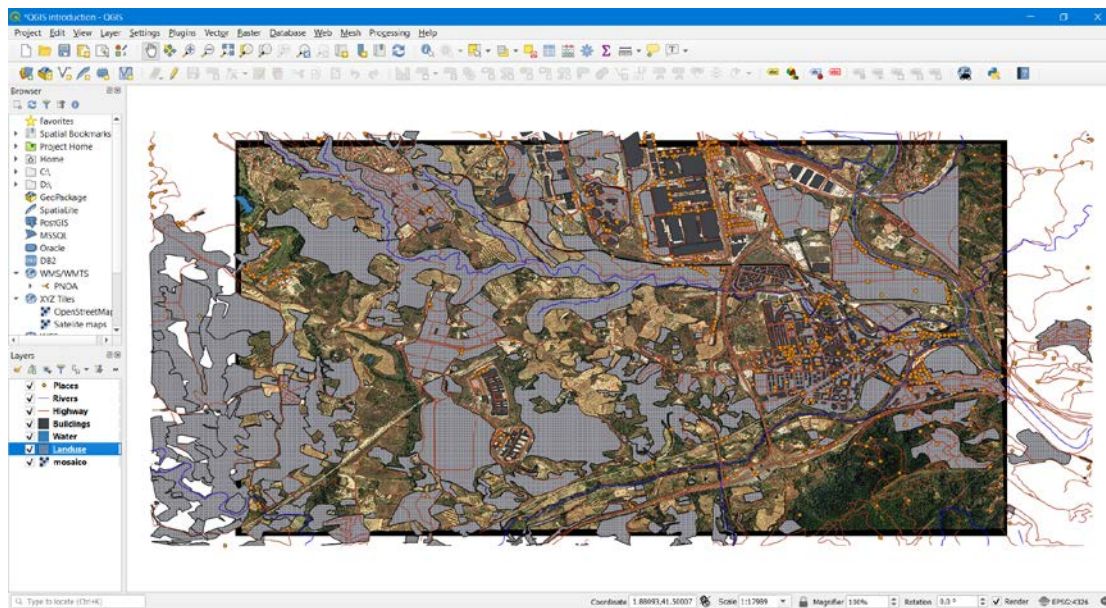 *QGIS introduction - QGIS
Project Edit View Layer Settings Plugins Vector Raster Database Web Mesh Processing Help
Browser
Favorites
Spatial Bookmarks
Project Home
Home
C:\
D:\
GeoPackage
SpatiaLite
PostGIS
MSSQL
Oracle
DB2
WMS/WMTS
PNOA
XYZ Tiles
OpenStreetMap
Satelite maps
Layers
Places
Rivers
Highway
Buildings
Water
Landuse
mosaico
Type to locate (Ctrl+K)
Coordinate 1.88093,41.50007 Scale 1:17989 Magnifier 100% Rotation 0.0 ° Render EPSG:4326